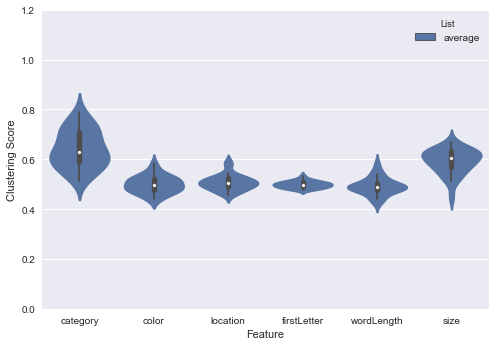 1.2
1.0
0.8
0.6
0.4
0.2
0.0
Clustering Score
List
average
category color location firstLetter wordLength size
Feature